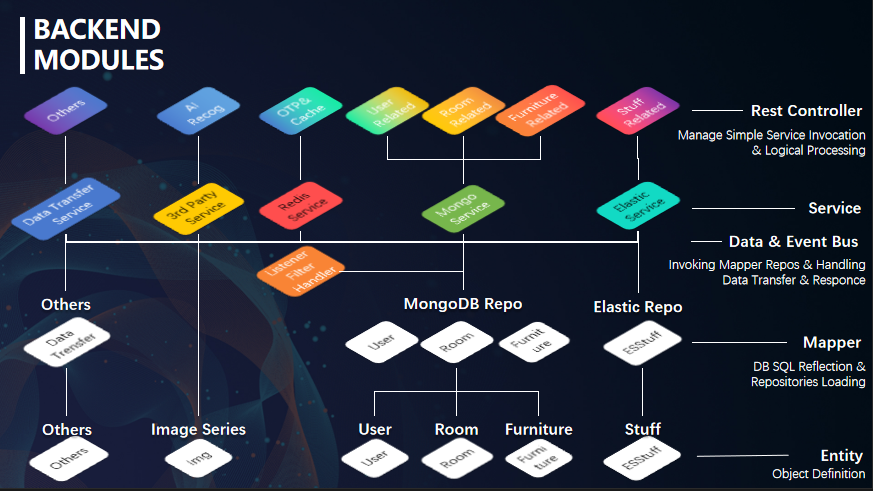 BACKEND
MODULES
Others
AI
Recog
OTP&
Cache
User
Related
Room
Related
Furniture
Related
Stuff
Related
Rest Controller
Manage Simple Service Invocation
& Logical Processing
Data Transfer
Service
3rd Party
Service
Redis
Service
Mongo
Service
Elastic
Service
Service
Data & Event Bus
Invoking Mapper Repos & Handling
Data Transfer & Responce
Listener
Filter
Handler
Others
MongoDB Repo
Elastic Repo
Data
Trensfer
User
Room
Furnit
ure
ESStuff
Mapper
DB SQL Reflection &
Repositories Loading
Others
Image Series
User
Room
Furniture
Stuff
Others
img
User
Room
Furni
ture
ESStuff
Entity
Object Definition